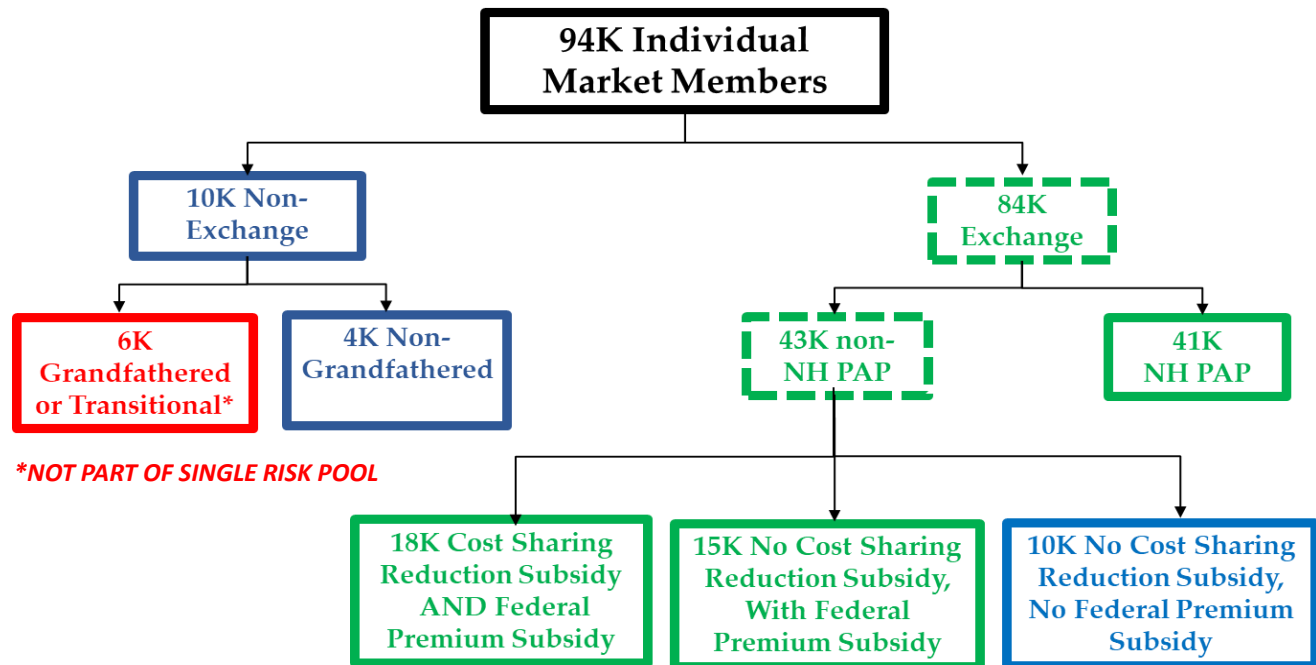 94K Individual
Market Members
10K Non-
Exchange
84K
Exchange
6K
Grandfathered
or Transitional*
4K Non-
Grandfathered
43K non-
NH PAP
41K
NH PAP
*NOT PART OF SINGLE RISK POOL
18K Cost Sharing
Reduction Subsidy
AND Federal
Premium Subsidy
15K No Cost Sharing
Reduction Subsidy,
With Federal
Premium Subsidy
10K No Cost Sharing
Reduction Subsidy,
No Federal Premium
Subsidy